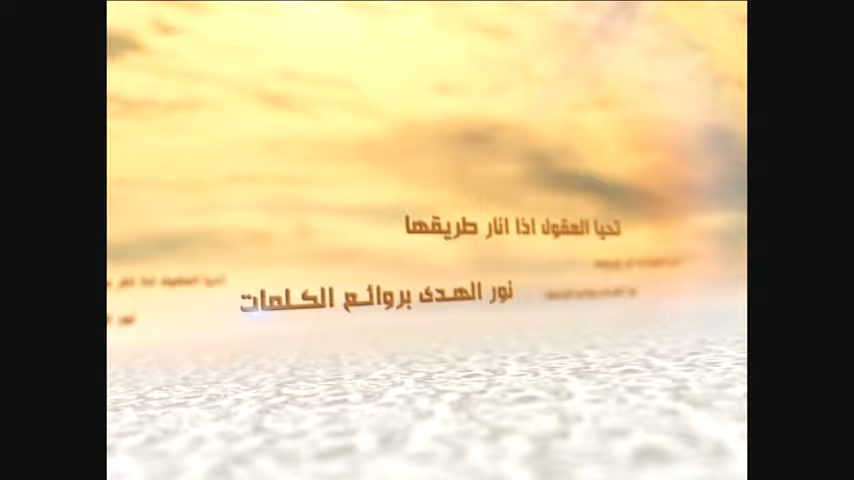 تحيا العقول اذا انار طريقها
نور الهدى بروائع الكلمات